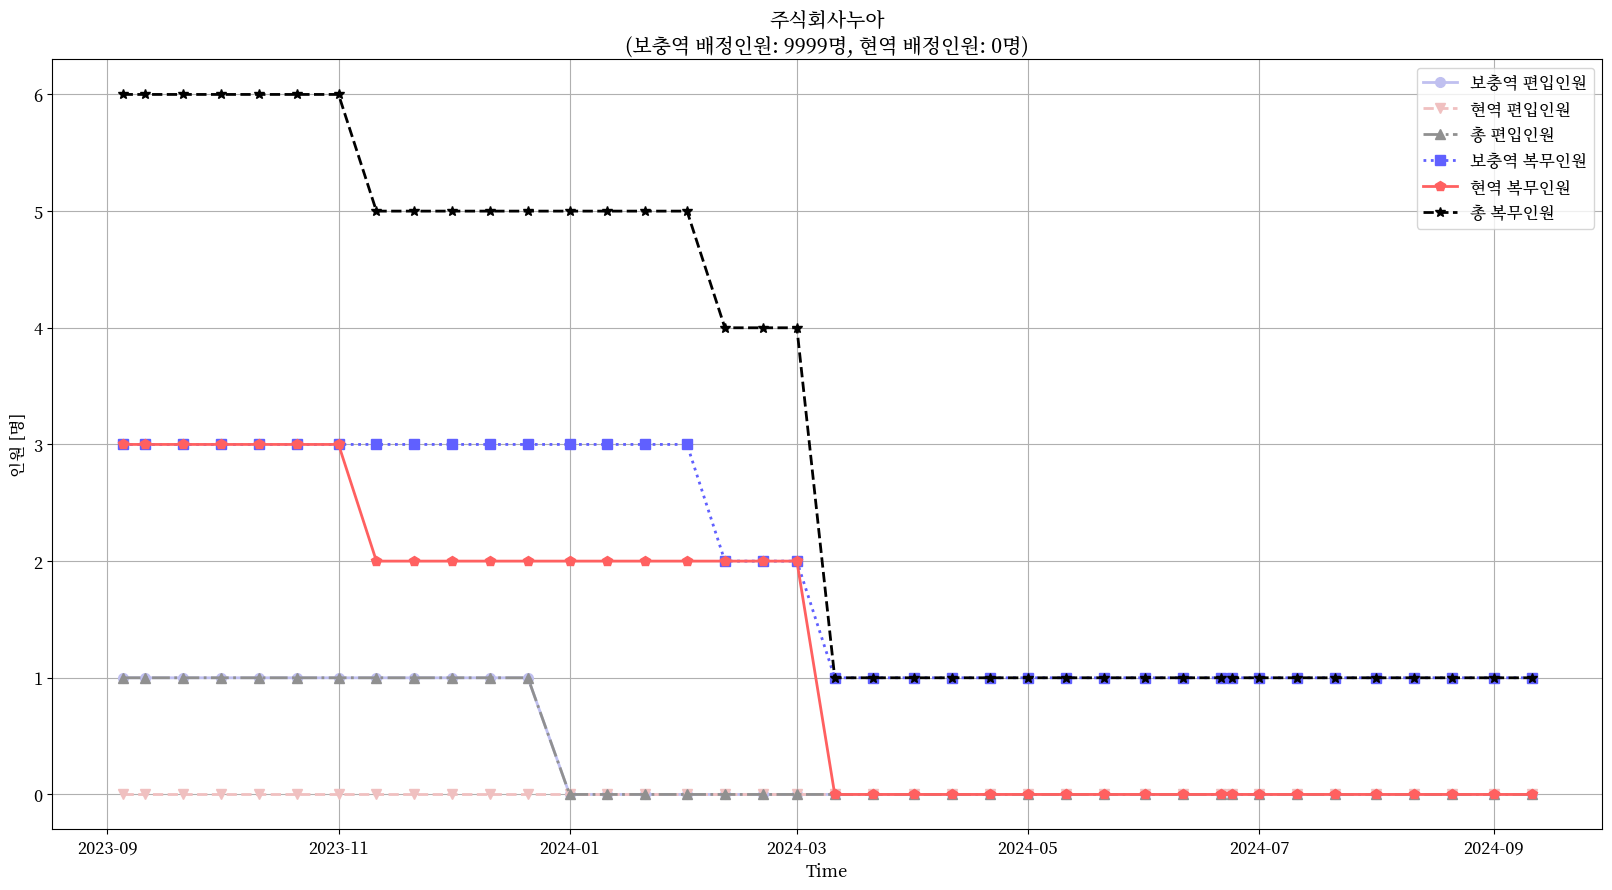 주식회사누아
(보충역 배정인원: 9999명, 현역 배정인원: 0명)
보충역 편입인원
현역 편입인원
총 편입인원
보충역 복무인원
현역 복무인원
총 복무인원
인원 [명]
6
5
4
3
2
1
0
2023-09
2023-11
2024-01
2024-03
2024-05
2024-07
2024-09
Time